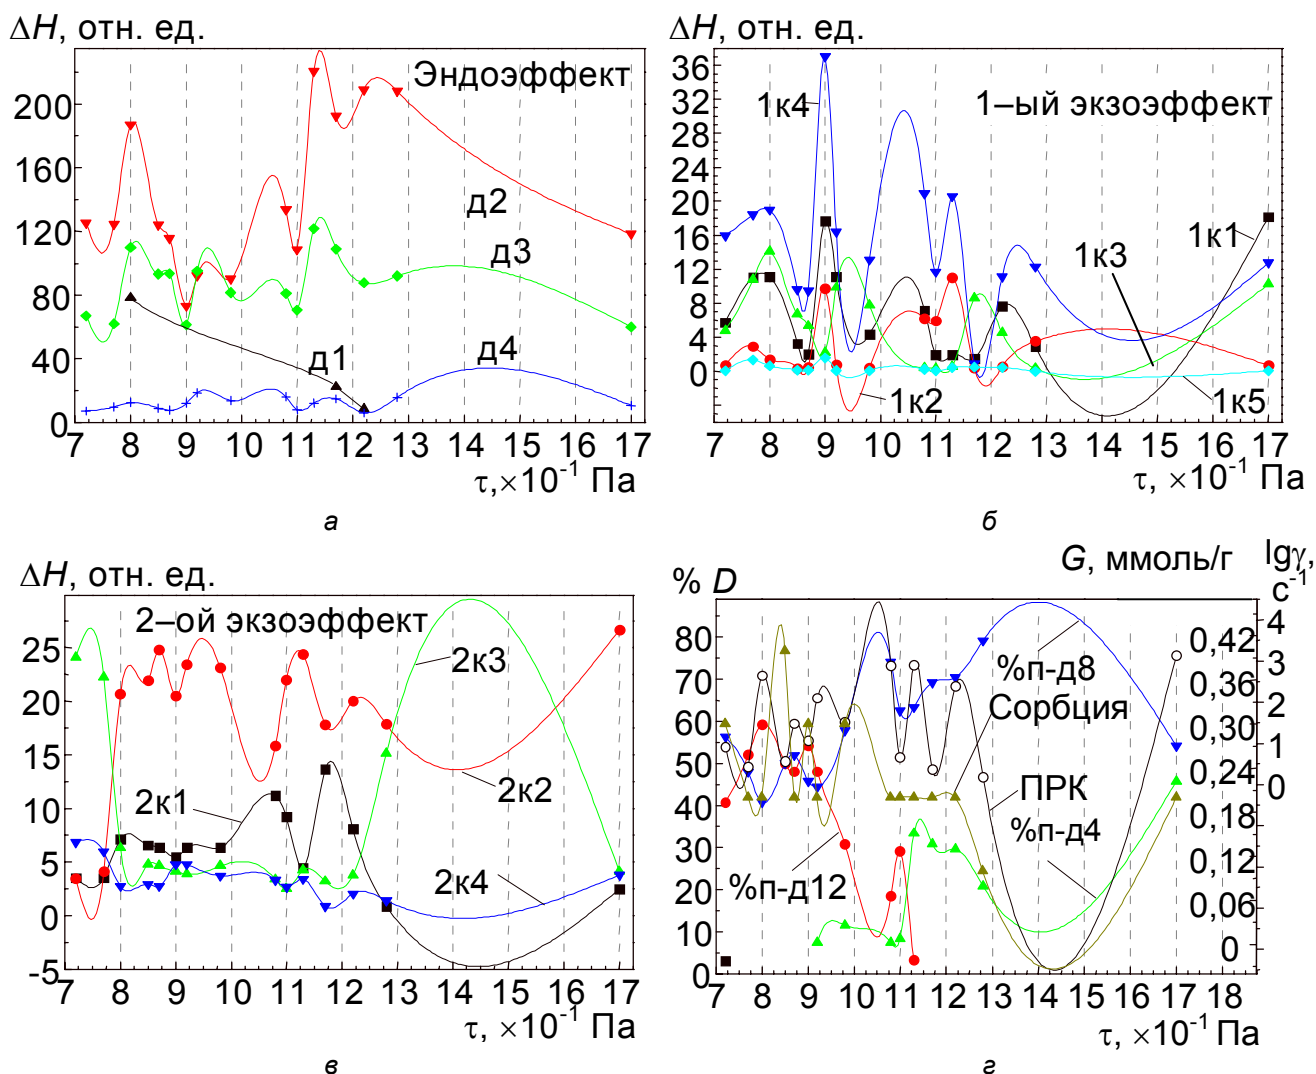 ΔH, отн. ед.
Эндоэффект
200
160
120
80
40
0
д2
д3
д1
д4
7 8 9 10 11 12 13 14 15 16 17
τ,×10⁻¹ Па
а
ΔH, отн. ед.
1–ый экзоэффект
36
32
28
24
20
16
12
8
4
0
1к4
1к3
1к1
1к2
1к5
7 8 9 10 11 12 13 14 15 16 17
τ, ×10⁻¹ Па
б
ΔH, отн. ед.
2–ой экзоэффект
25
20
15
10
5
0
-5
2к3
2к1
2к2
2к4
7 8 9 10 11 12 13 14 15 16 17
τ, ×10⁻¹ Па
в
% D
G, ммоль/г
lgγ,
с⁻¹
80
70
60
50
40
30
20
10
0
0,42
0,36
0,30
0,24
0,18
0,12
0,06
0
4
3
2
1
0
%п-д8
Сорбция
ПРК
%п-д4
%п-д12
7 8 9 10 11 12 13 14 15 16 17 18
τ, ×10⁻¹ Па
г